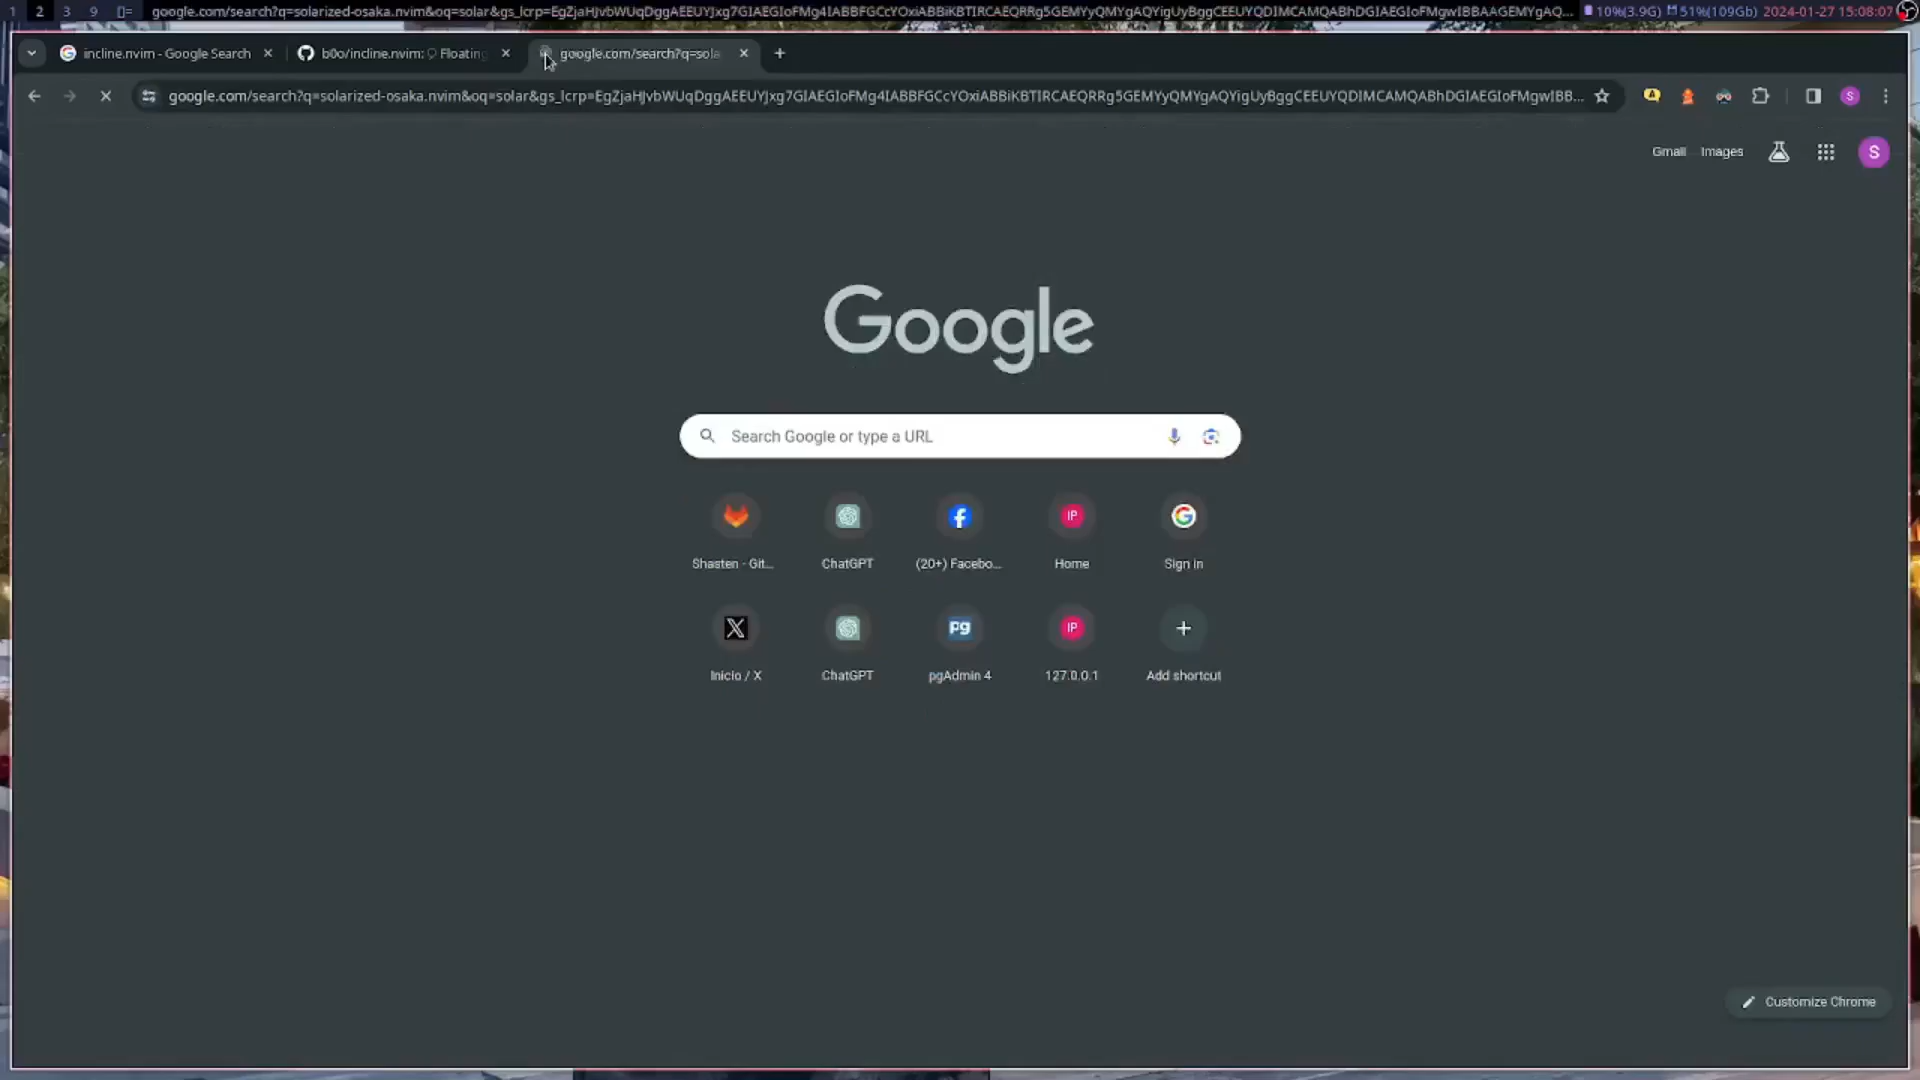 1 2 3 9 []= google.com/search?q=solarized-osaka.nvim&oq=solar&gs_lcrp= 10%(3.9G) 51%(109Gb) 2024-01-27 15:08:07
incline.nvim - Google Search
b0o/incline.nvim: Floating
google.com/search?q=sola
google.com/search?q=solarized-osaka.nvim&oq=solar&gs_lcrp=
S
Gmail Images S
Google
Search Google or type a URL
IP
Shasten - Git... ChatGPT (20+) Facebo... Home Sign in
pg IP
Inicio / X ChatGPT pgAdmin 4 127.0.0.1 Add shortcut
Customize Chrome